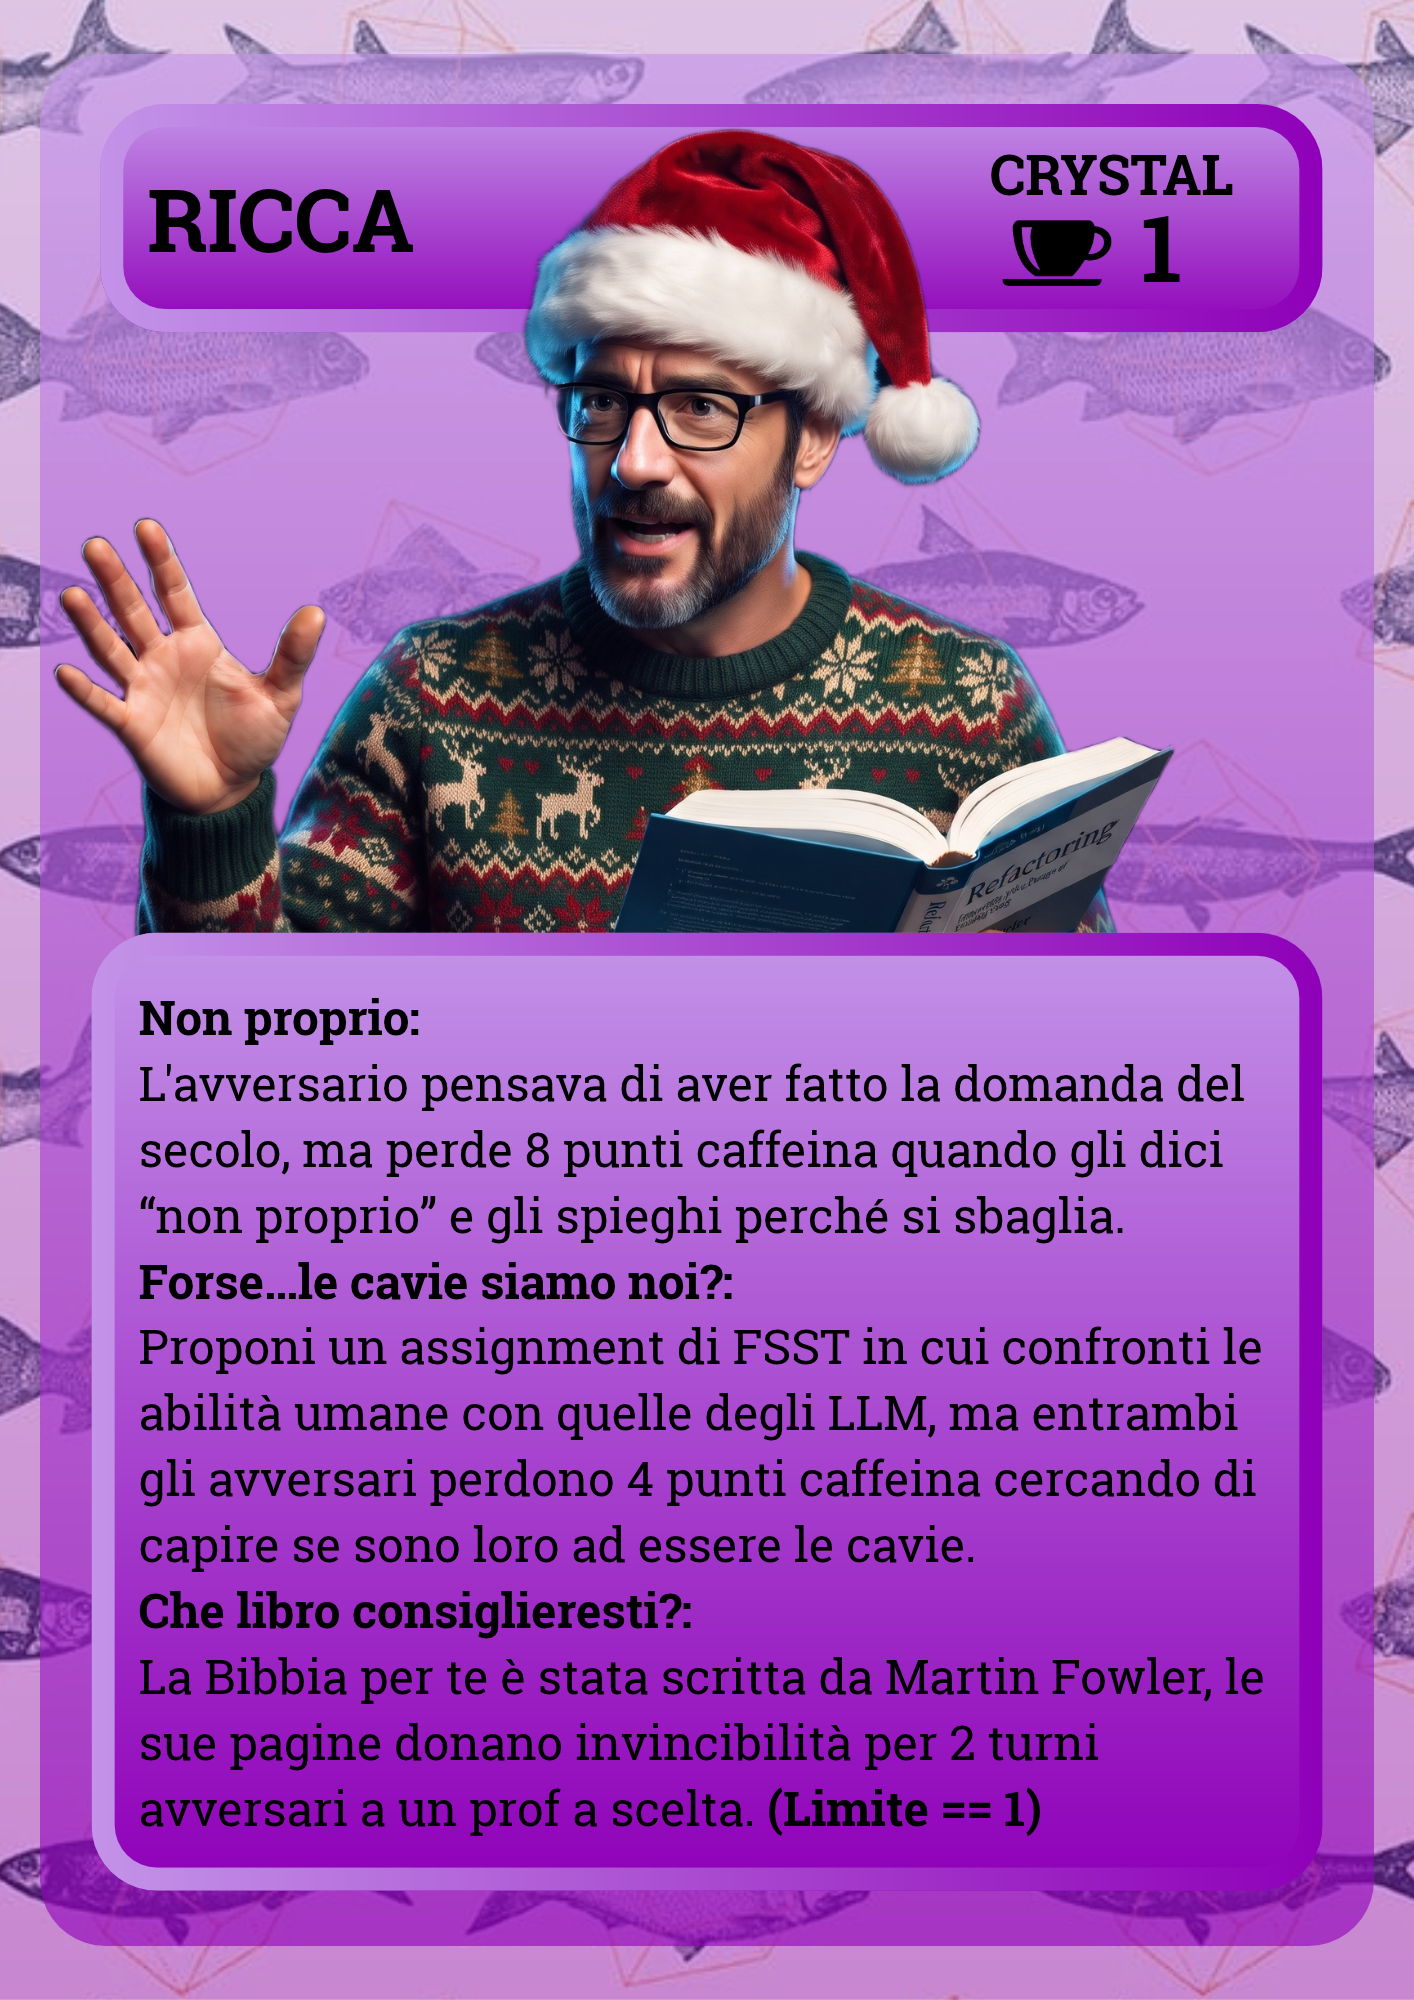 RICCA
CRYSTAL
1
Refactoring
Non proprio:
L'avversario pensava di aver fatto la domanda del
secolo, ma perde 8 punti caffeina quando gli dici
“non proprio” e gli spieghi perché si sbaglia.
Forse...le cavie siamo noi?:
Proponi un assignment di FSST in cui confronti le
abilità umane con quelle degli LLM, ma entrambi
gli avversari perdono 4 punti caffeina cercando di
capire se sono loro ad essere le cavie.
Che libro consiglieresti?:
La Bibbia per te è stata scritta da Martin Fowler, le
sue pagine donano invincibilità per 2 turni
avversari a un prof a scelta. (Limite == 1)